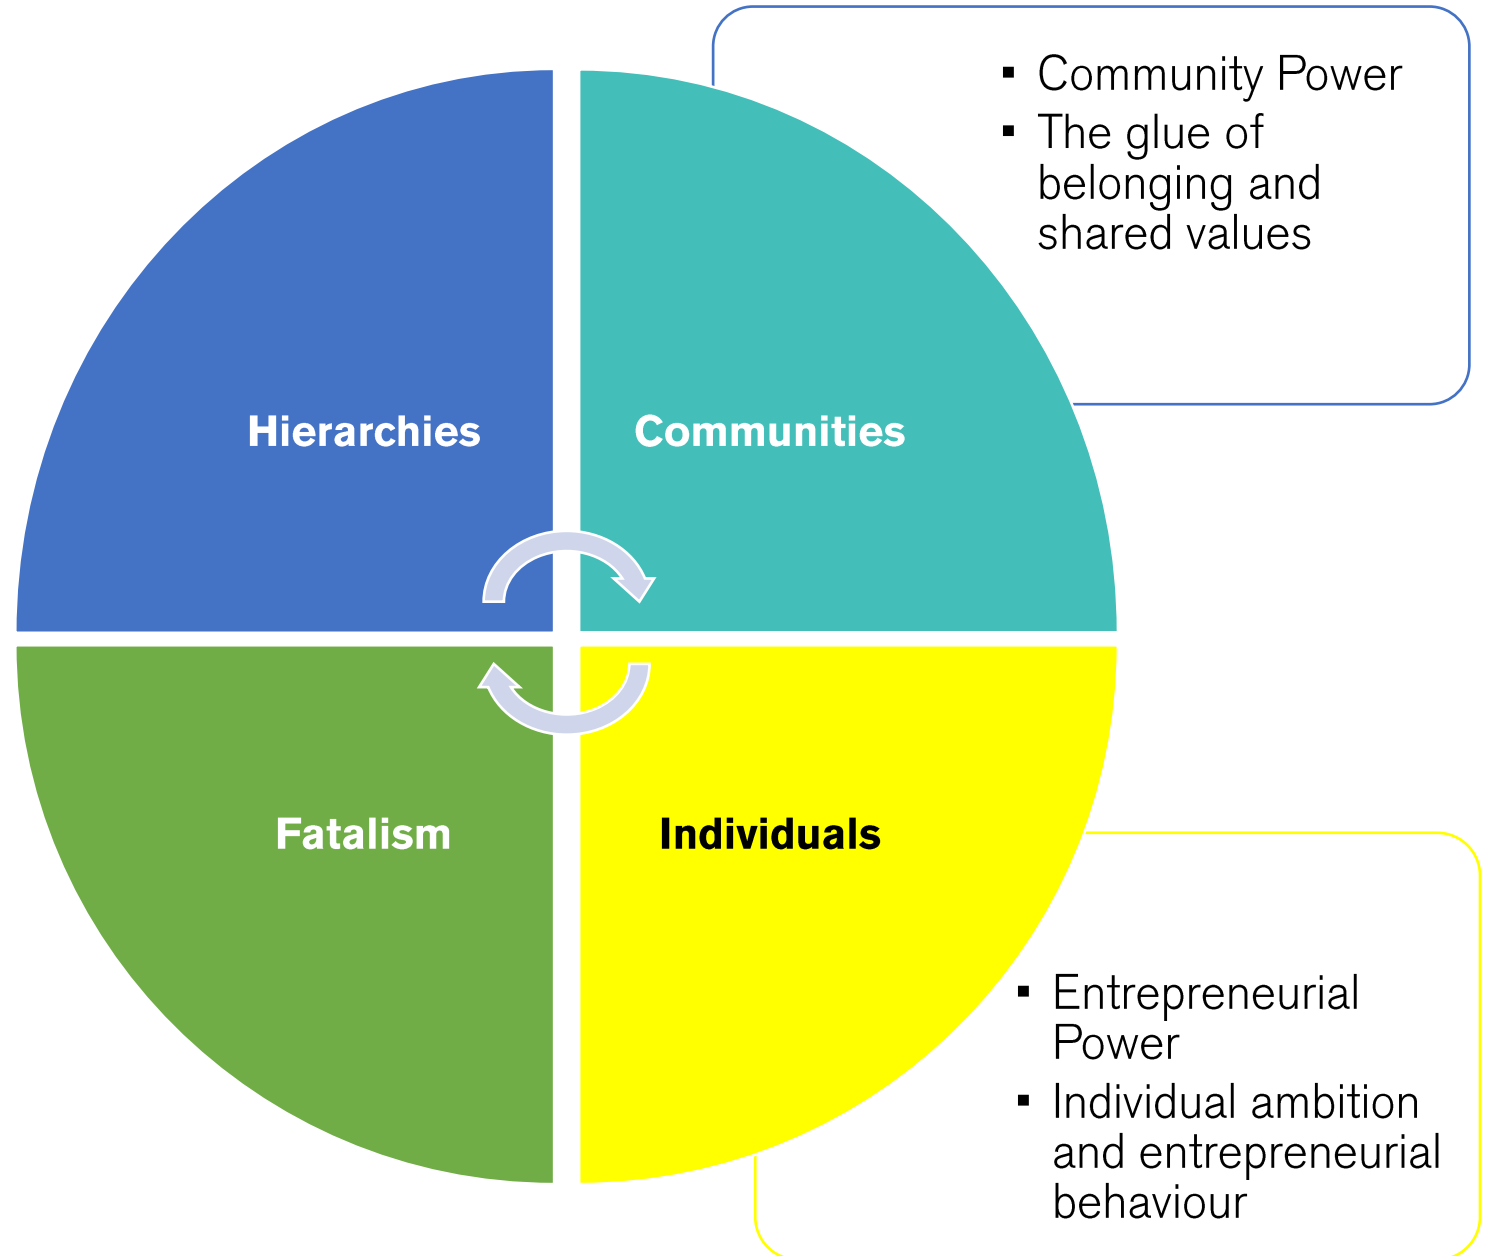 ▪ Community Power
▪ The glue of
belonging and
shared values
Hierarchies
Communities
Fatalism
Individuals
▪ Entrepreneurial
Power
▪ Individual ambition
and entrepreneurial
behaviour